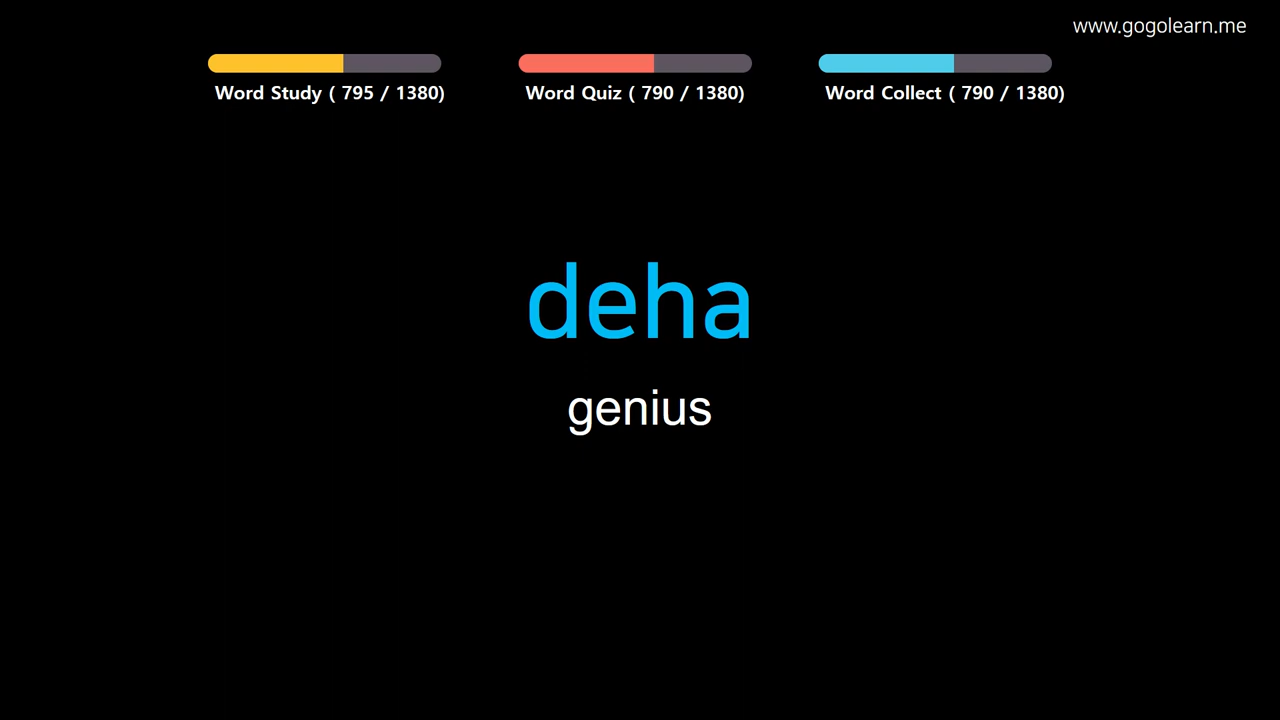 www.gogolearn.me
Word Study ( 795 / 1380)
Word Quiz ( 790 / 1380)
Word Collect ( 790 / 1380)
deha
genius